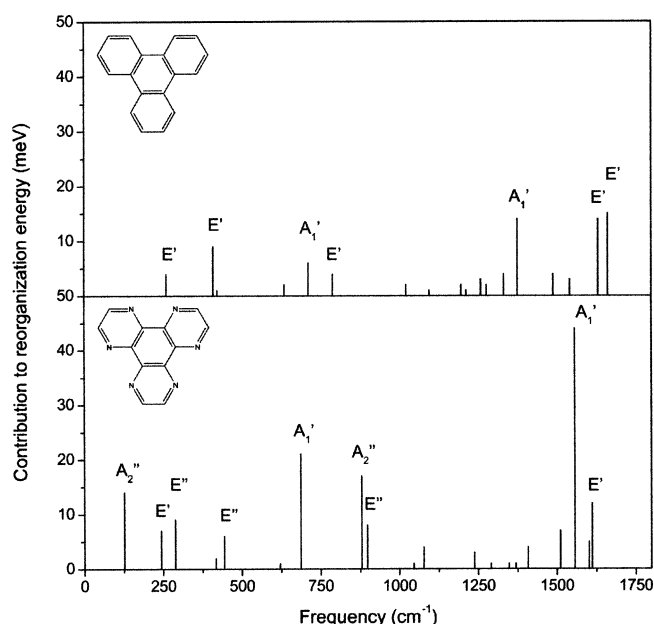 Contribution to reorganization energy (meV)
50
40
30
20
10
50
40
30
20
10
0
E'
E'
A1'
E'
A1'
E'
E'
N N
N N
N N
A2''
E'
E''
E''
A1'
A2''
E''
A1'
E'
0 250 500 750 1000 1250 1500 1750
Frequency (cm-1)